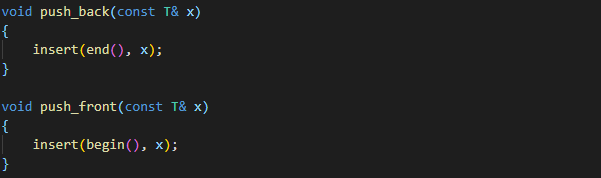 void push_back(const T& x)
{
    insert(end(), x);
}

void push_front(const T& x)
{
    insert(begin(), x);
}